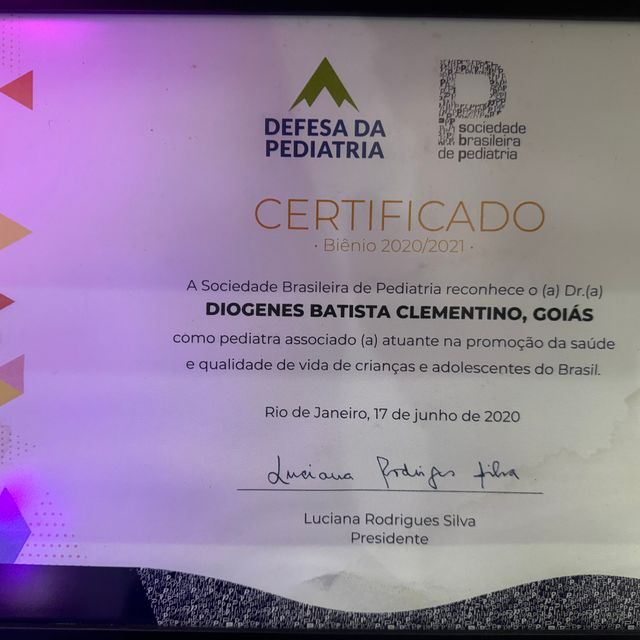 DEFESA DA
PEDIATRIA
sociedade
brasileira
de pediatria
CERTIFICADO
· Biênio 2020/2021 ·
A Sociedade Brasileira de Pediatria reconhece o (a) Dr.(a)
DIOGENES BATISTA CLEMENTINO, GOIÁS
como pediatra associado (a) atuante na promoção da saúde
e qualidade de vida de crianças e adolescentes do Brasil.
Rio de Janeiro, 17 de junho de 2020
Luciana Rodrigues Silva
Luciana Rodrigues Silva
Presidente